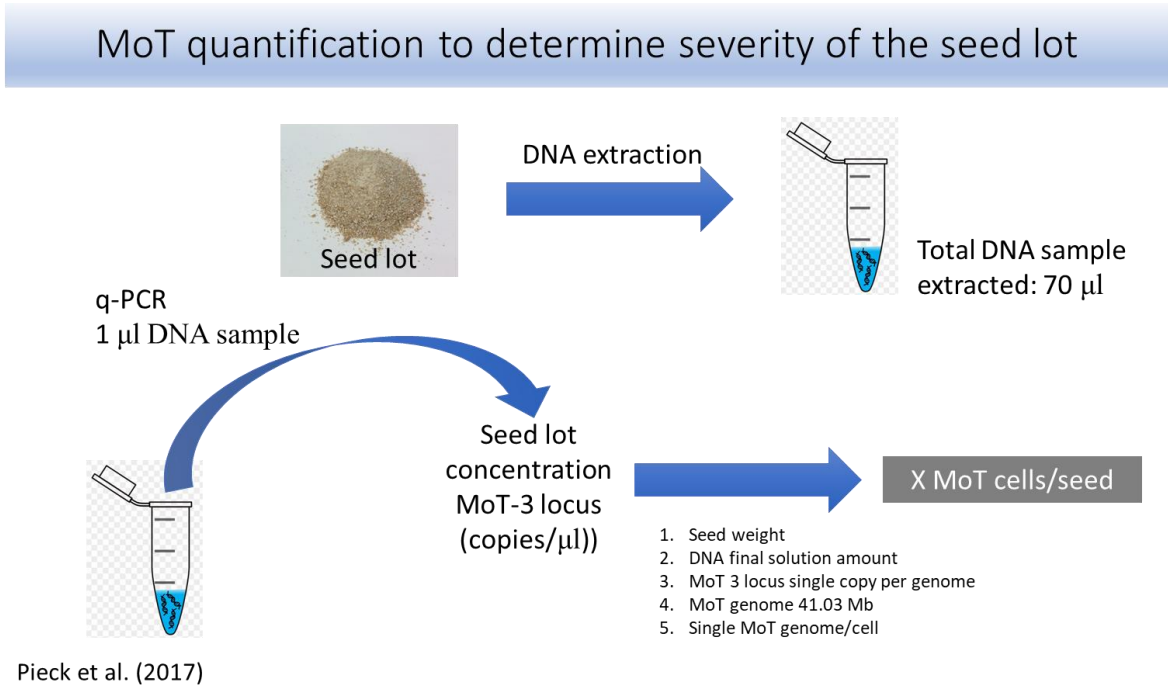 MoT quantification to determine severity of the seed lot
DNA extraction
Seed lot
Total DNA sample
extracted: 70 μl
q-PCR
1 μl DNA sample
Seed lot
concentration
MoT-3 locus
(copies/μl))
X MoT cells/seed
1. Seed weight
2. DNA final solution amount
3. MoT 3 locus single copy per genome
4. MoT genome 41.03 Mb
5. Single MoT genome/cell
Pieck et al. (2017)